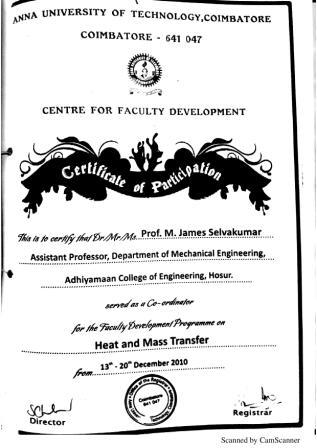 ANNA UNIVERSITY OF TECHNOLOGY,COIMBATORE
COIMBATORE - 641 047
CENTRE FOR FACULTY DEVELOPMENT
Certificate of Participation
This is to certify that Dr/Mr/Ms....Prof. M. James Selvakumar
Assistant Professor, Department of Mechanical Engineering,
Adhiyamaan College of Engineering, Hosur.
served as a Co-ordinator
for the Faculty Development Programme on
Heat and Mass Transfer
from....13th - 20th December 2010
Coimbatore
641 047
Director
Registrar
Scanned by CamScanner